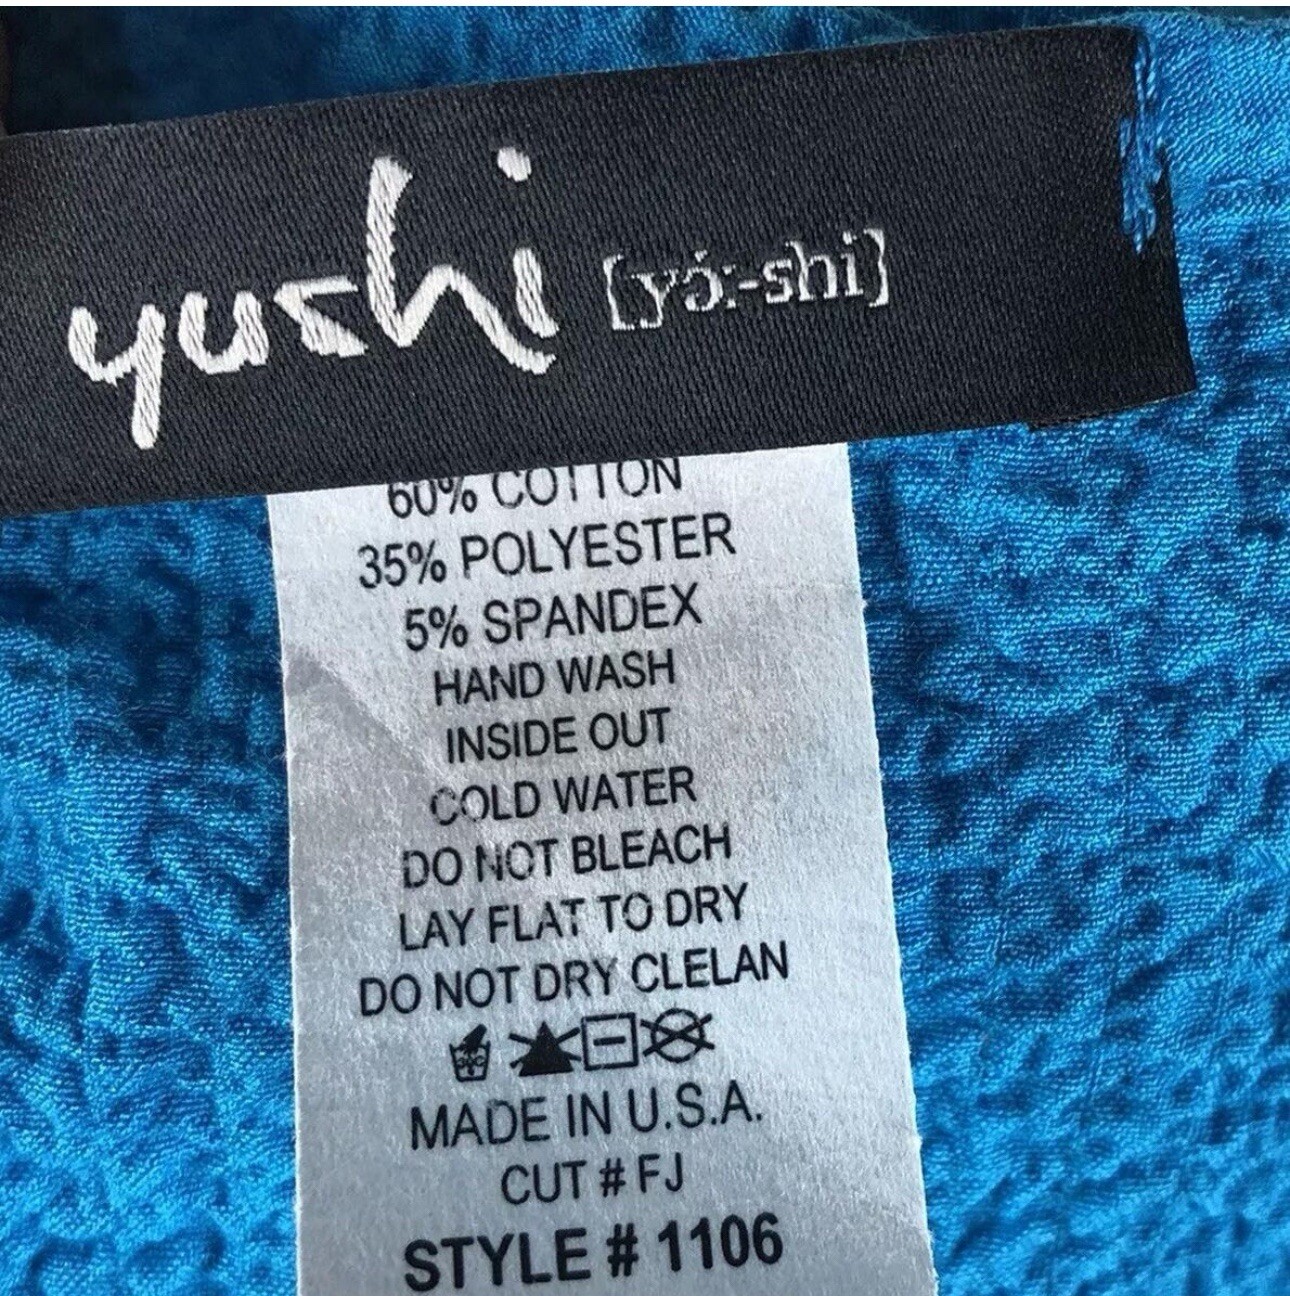 yushi [yó:-shi]
60% COTTON
35% POLYESTER
5% SPANDEX
HAND WASH
INSIDE OUT
COLD WATER
DO NOT BLEACH
LAY FLAT TO DRY
DO NOT DRY CLELAN
MADE IN U.S.A.
CUT # FJ
STYLE # 1106